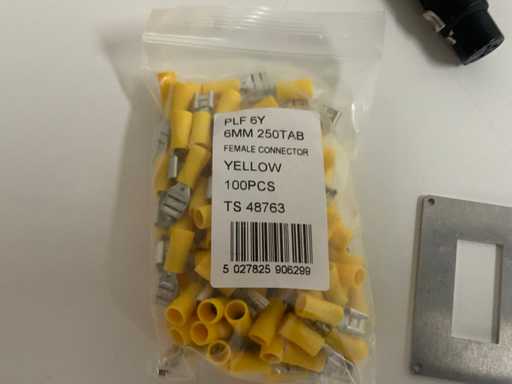 PLF 6Y
6MM 250TAB
FEMALE CONNECTOR
YELLOW
100PCS
TS 48763
5 027825 906299